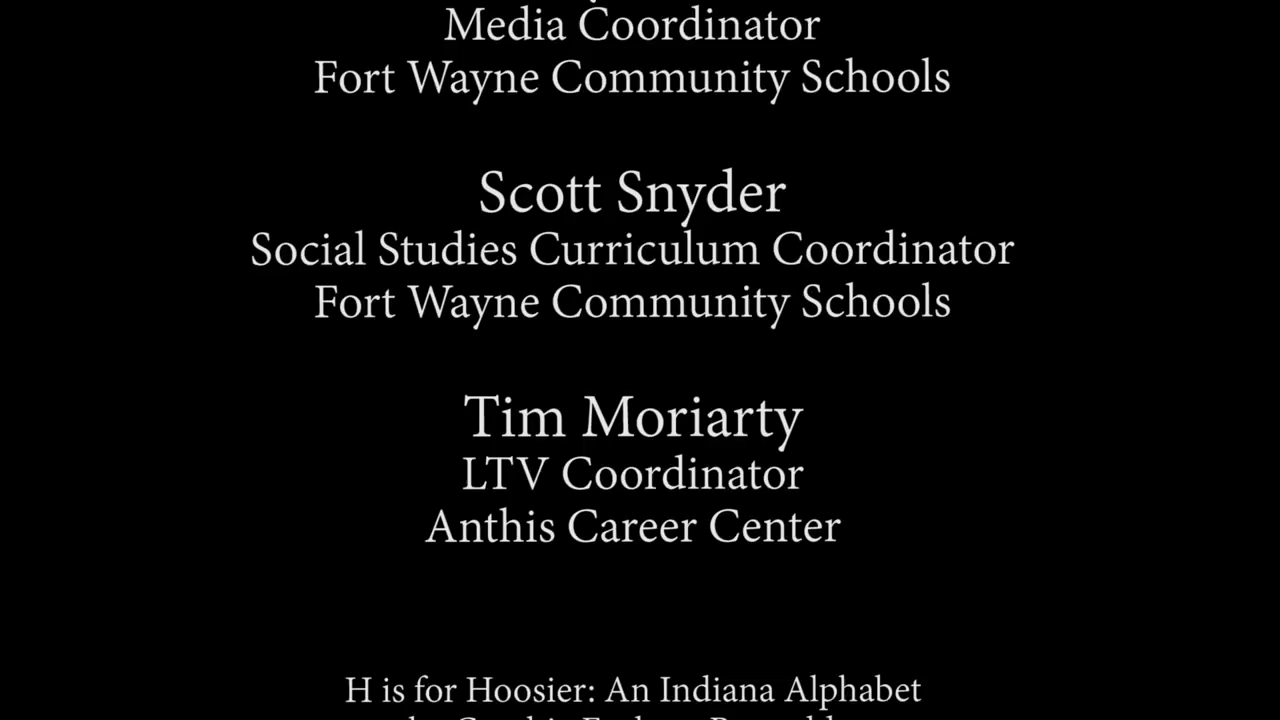 Media Coordinator
Fort Wayne Community Schools
Scott Snyder
Social Studies Curriculum Coordinator
Fort Wayne Community Schools
Tim Moriarty
LTV Coordinator
Anthis Career Center
H is for Hoosier: An Indiana Alphabet